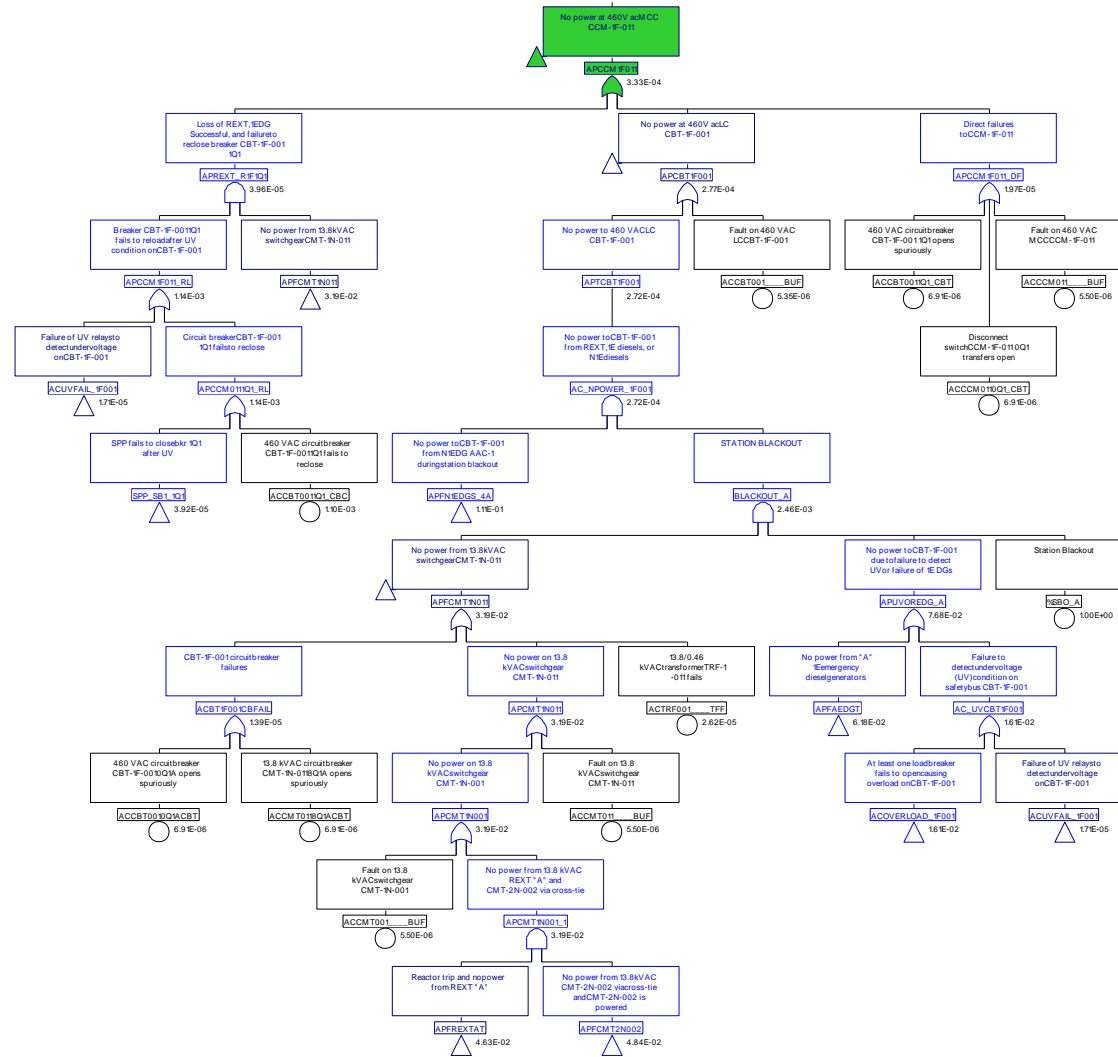 No power at 460V acMCC
CCM-1F-011
APCCM1F011
3.33E-04
Loss of REXT,1EDG
Successful, and failureto
reclose breaker CBT-1F-001
1Q1
APREXT_R1F1Q1
3.96E-05
No power at 460V acLC
CBT-1F-001
APCBT1F001
2.77E-04
Direct failures
toCCM-1F-011
APCCM1F011_DF
1.97E-05
Breaker CBT-1F-0011Q1
fails to reloadafter UV
condition onCBT-1F-001
APCCM1F011_RL
1.14E-03
No power from 13.8kVAC
switchgearCMT-1N-011
APFCMT1N011
3.19E-02
No power to 460 VACLC
CBT-1F-001
APTCBT1F001
2.72E-04
Fault on 460 VAC
LCCBT-1F-001
ACCBT001____BUF
5.35E-06
460 VAC circuitbreaker
CBT-1F-0011Q1opens
spuriously
ACCBT0011Q1_CBT
6.91E-06
Fault on 460 VAC
MCCCCM-1F-011
ACCCM011____BUF
5.50E-06
Failure of UV relaysto
detectundervoltage
onCBT-1F-001
ACUVFAIL_1F001
1.71E-05
Circuit breakerCBT-1F-001
1Q1failsto reclose
APCCM0111Q1_RL
1.14E-03
No power toCBT-1F-001
from REXT,1E diesels, or
N1Ediesels
AC_NPOWER_1F001
2.72E-04
Disconnect
switchCCM-1F-0110Q1
transfers open
ACCCM0110Q1_CBT
6.91E-06
SPP fails to closebkr 1Q1
after UV
SPP_SB1_1Q1
3.92E-05
460 VAC circuitbreaker
CBT-1F-0011Q1fails to
reclose
ACCBT0011Q1_CBC
1.10E-03
No power toCBT-1F-001
from N1EDG AAC-1
duringstation blackout
APFN1EDGS_4A
1.11E-01
STATION BLACKOUT
BLACKOUT_A
2.46E-03
No power from 13.8kVAC
switchgearCMT-1N-011
APFCMT1N011
3.19E-02
No power toCBT-1F-001
due tofailure to detect
UVor failure of 1E DGs
APUVOREDG_A
7.68E-02
Station Blackout
%SBO_A
1.00E+00
CBT-1F-001circuitbreaker
failures
ACBT1F001CBFAIL
1.39E-05
No power on 13.8
kVACswitchgear
CMT-1N-011
APCMT1N011
3.19E-02
13.8/0.46
kVACtransformerTRF-1
-011fails
ACTRF001____TFF
2.62E-05
No power from "A"
1Eemergency
dieselgenerators
APFAEDGT
6.18E-02
Failure to
detectundervoltage
(UV)condition on
safetybus CBT-1F-001
AC_UVCBT1F001
1.61E-02
460 VAC circuitbreaker
CBT-1F-0010Q1A opens
spuriously
ACCBT0010Q1ACBT
6.91E-06
13.8 kVAC circuitbreaker
CMT-1N-0118Q1A opens
spuriously
ACCMT0118Q1ACBT
6.91E-06
No power on 13.8
kVACswitchgear
CMT-1N-001
APCMT1N001
3.19E-02
Fault on 13.8
kVACswitchgear
CMT-1N-011
ACCMT011____BUF
5.50E-06
At least one loadbreaker
fails to opencausing
overload onCBT-1F-001
ACOVERLOAD_1F001
1.61E-02
Failure of UV relaysto
detectundervoltage
onCBT-1F-001
ACUVFAIL_1F001
1.71E-05
Fault on 13.8
kVACswitchgear
CMT-1N-001
ACCMT001____BUF
5.50E-06
No power from 13.8 kVAC
REXT "A" and
CMT-2N-002 viacross-tie
APCMT1N001_1
3.19E-02
Reactor trip and nopower
from REXT "A"
APFREXTAT
4.63E-02
No power from 13.8kVAC
CMT-2N-002 viacross-tie
andCMT-2N-002 is
powered
APFCMT2N002
4.84E-02